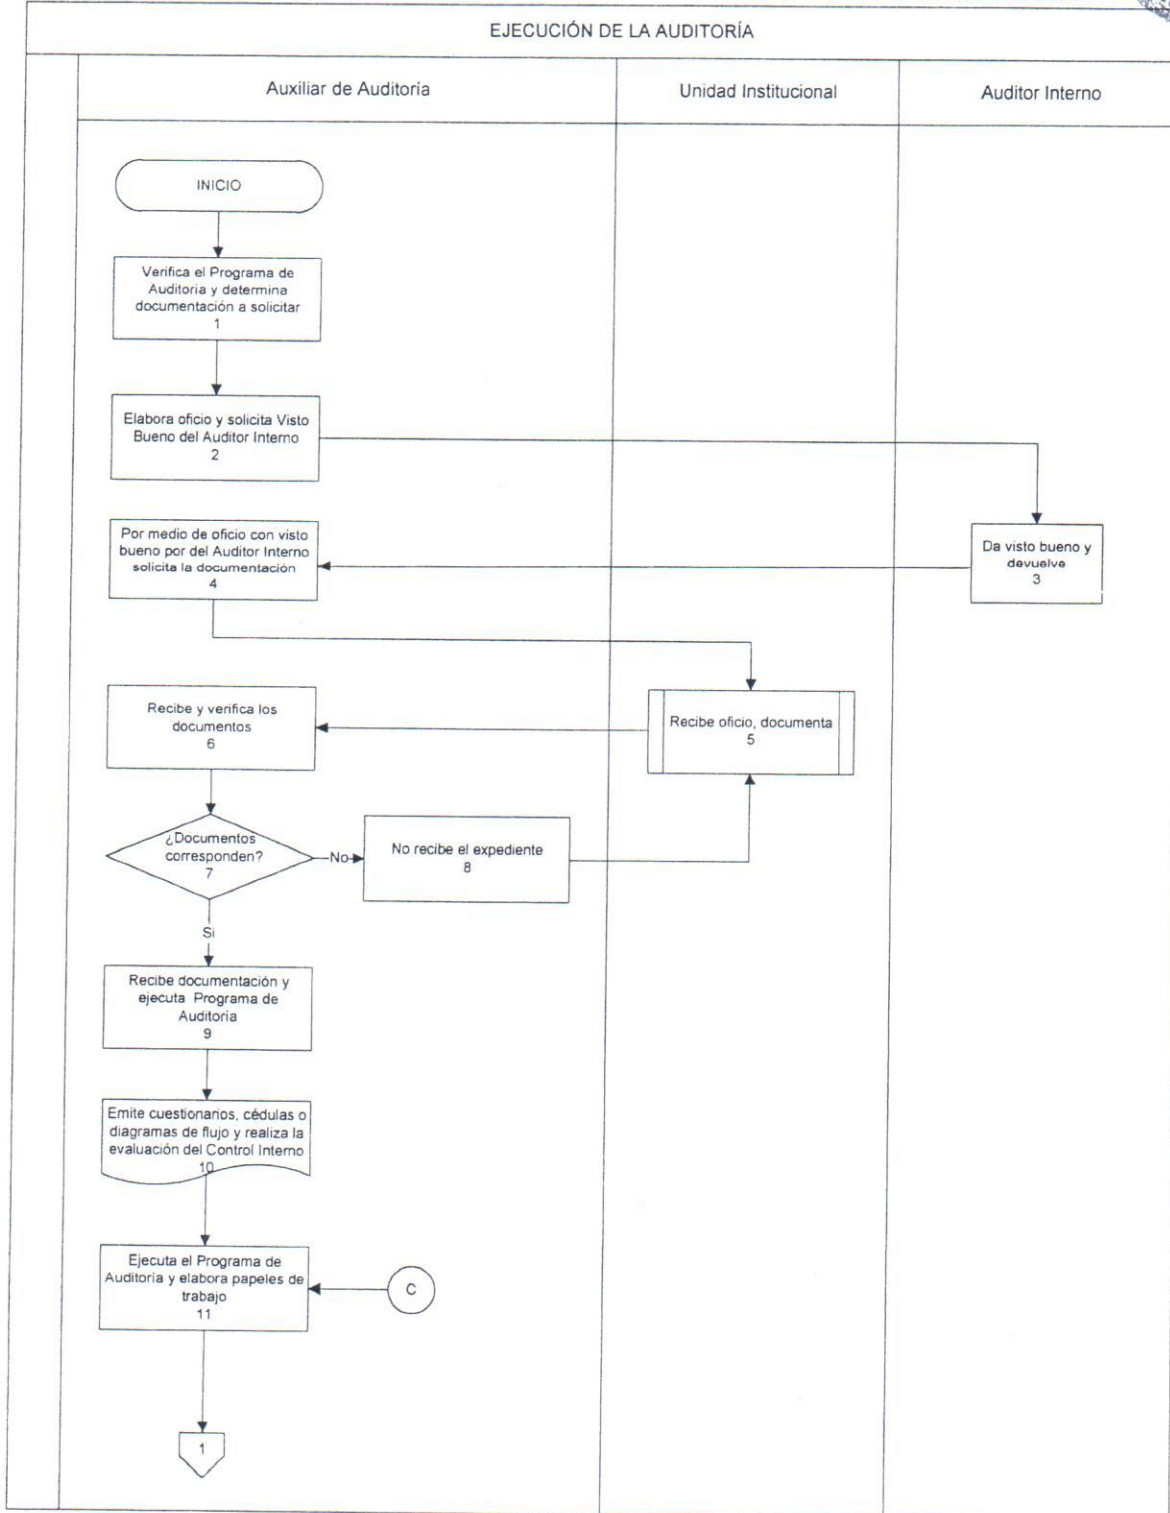 EJECUCIÓN DE LA AUDITORÍA
Auxiliar de Auditoría
Unidad Institucional
Auditor Interno
INICIO
Verifica el Programa de
Auditoria y determina
documentación a solicitar
1
Elabora oficio y solicita Visto
Bueno del Auditor Interno
2
Da visto bueno y
devuelve
3
Por medio de oficio con visto
bueno por del Auditor Interno
solicita la documentación
4
Recibe oficio, documenta
5
Recibe y verifica los
documentos
6
¿Documentos
corresponden?
7
No
No recibe el expediente
8
Si
Recibe documentación y
ejecuta Programa de
Auditoría
9
Emite cuestionarios, cédulas o
diagramas de flujo y realiza la
evaluación del Control Interno
10
Ejecuta el Programa de
Auditoría y elabora papeles de
trabajo
11
C
1